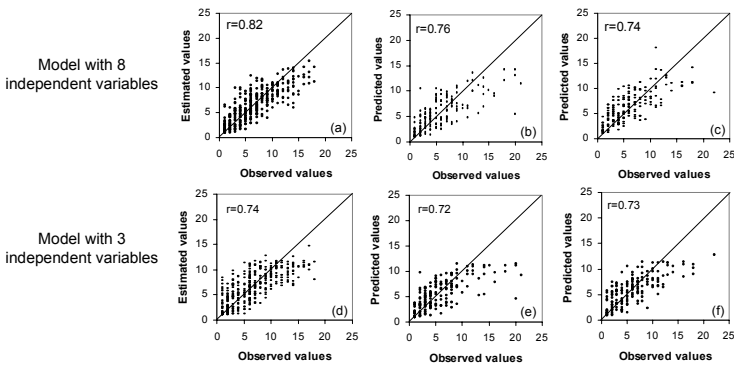 Model with 8
independent variables
Estimated values
25
20
15
10
5
0
r=0.82
(a)
0 5 10 15 20 25
Observed values
Predicted values
25
20
15
10
5
0
r=0.76
(b)
0 5 10 15 20 25
Observed values
Predicted values
25
20
15
10
5
0
r=0.74
(c)
0 5 10 15 20 25
Observed values
Model with 3
independent variables
Estimated values
25
20
15
10
5
0
r=0.74
(d)
0 5 10 15 20 25
Observed values
Predicted values
25
20
15
10
5
0
r=0.72
(e)
0 5 10 15 20 25
Observed values
Predicted values
25
20
15
10
5
0
r=0.73
(f)
0 5 10 15 20 25
Observed values